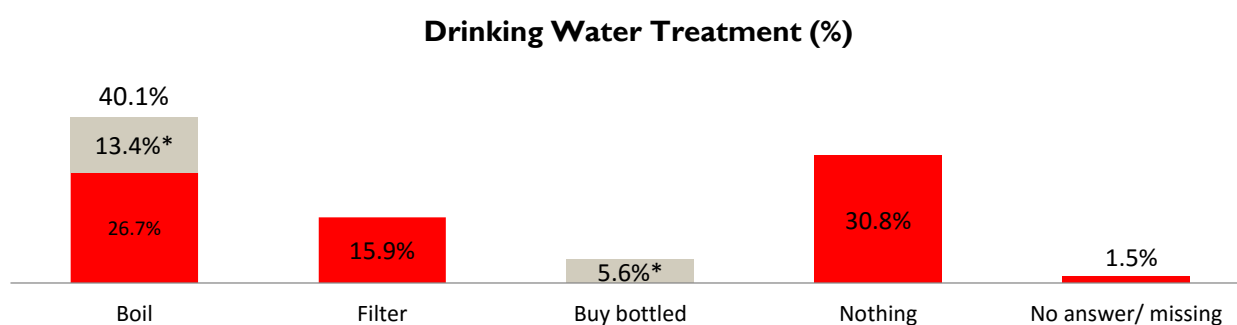 Drinking Water Treatment (%)
40.1%
13.4%*
26.7%
15.9%
5.6%*
30.8%
1.5%
Boil
Filter
Buy bottled
Nothing
No answer/ missing